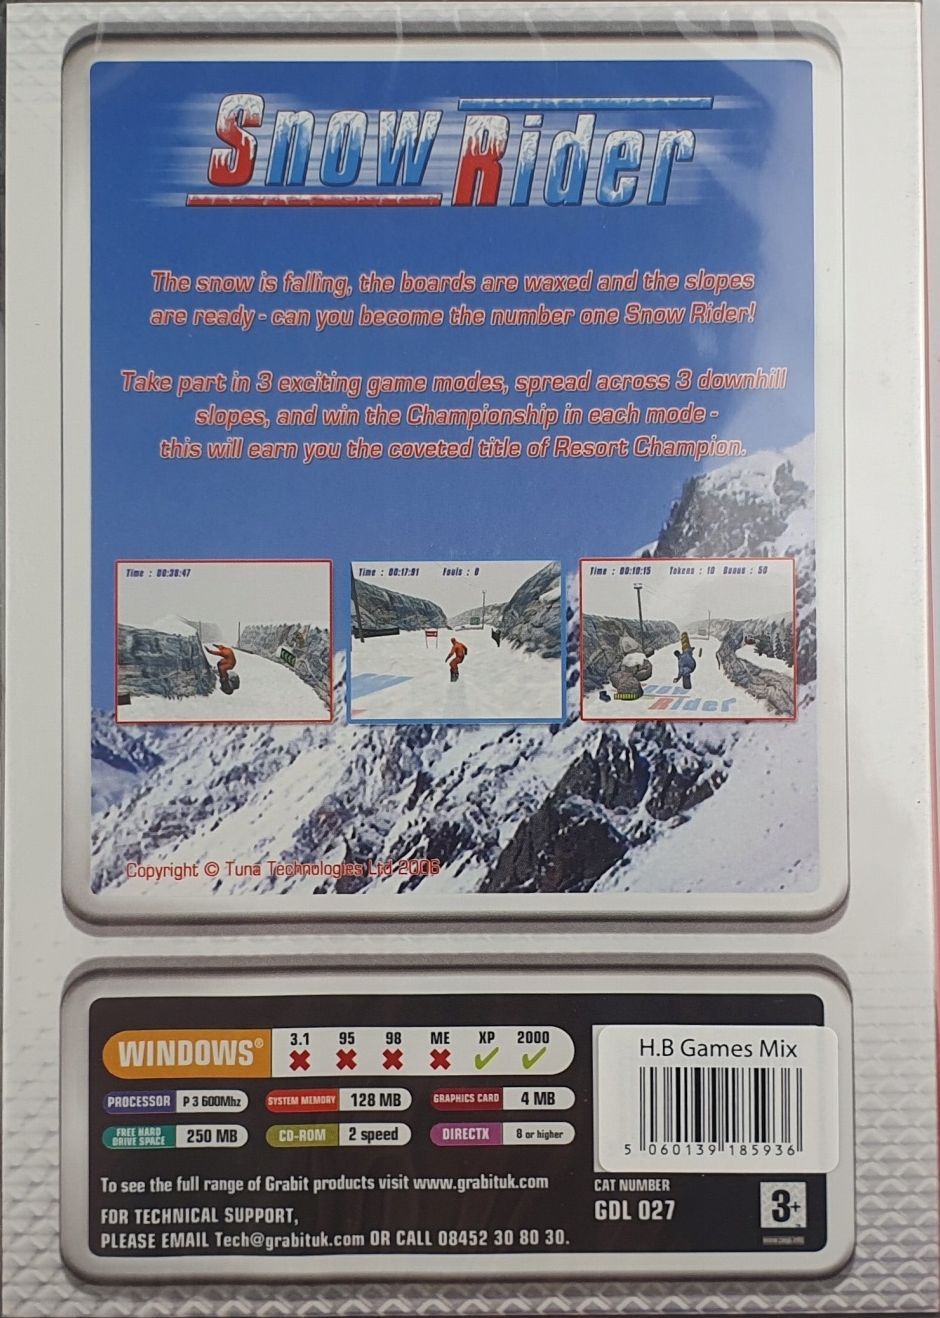 Snow Rider
The snow is falling, the boards are waxed and the slopes
are ready - can you become the number one Snow Rider!
Take part in 3 exciting game modes, spread across 3 downhill
slopes, and win the Championship in each mode -
this will earn you the coveted title of Resort Champion.
Time : 00:38:47
Time : 00:17:91 Fouls : 0
Time : 00:10:15 Tokens : 10 Bonus : 50
Rider
Copyright © Tuna Technologies Ltd 2006
WINDOWS® 3.1 95 98 ME XP 2000
PROCESSOR P 3 600Mhz SYSTEM MEMORY 128 MB GRAPHICS CARD 4 MB
FREE HARD DRIVE SPACE 250 MB CD-ROM 2 speed DIRECTX 8 or higher
H.B Games Mix
5 060139 185936
To see the full range of Grabit products visit www.grabituk.com
FOR TECHNICAL SUPPORT,
PLEASE EMAIL Tech@grabituk.com OR CALL 08452 30 80 30.
CAT NUMBER
GDL 027
3+